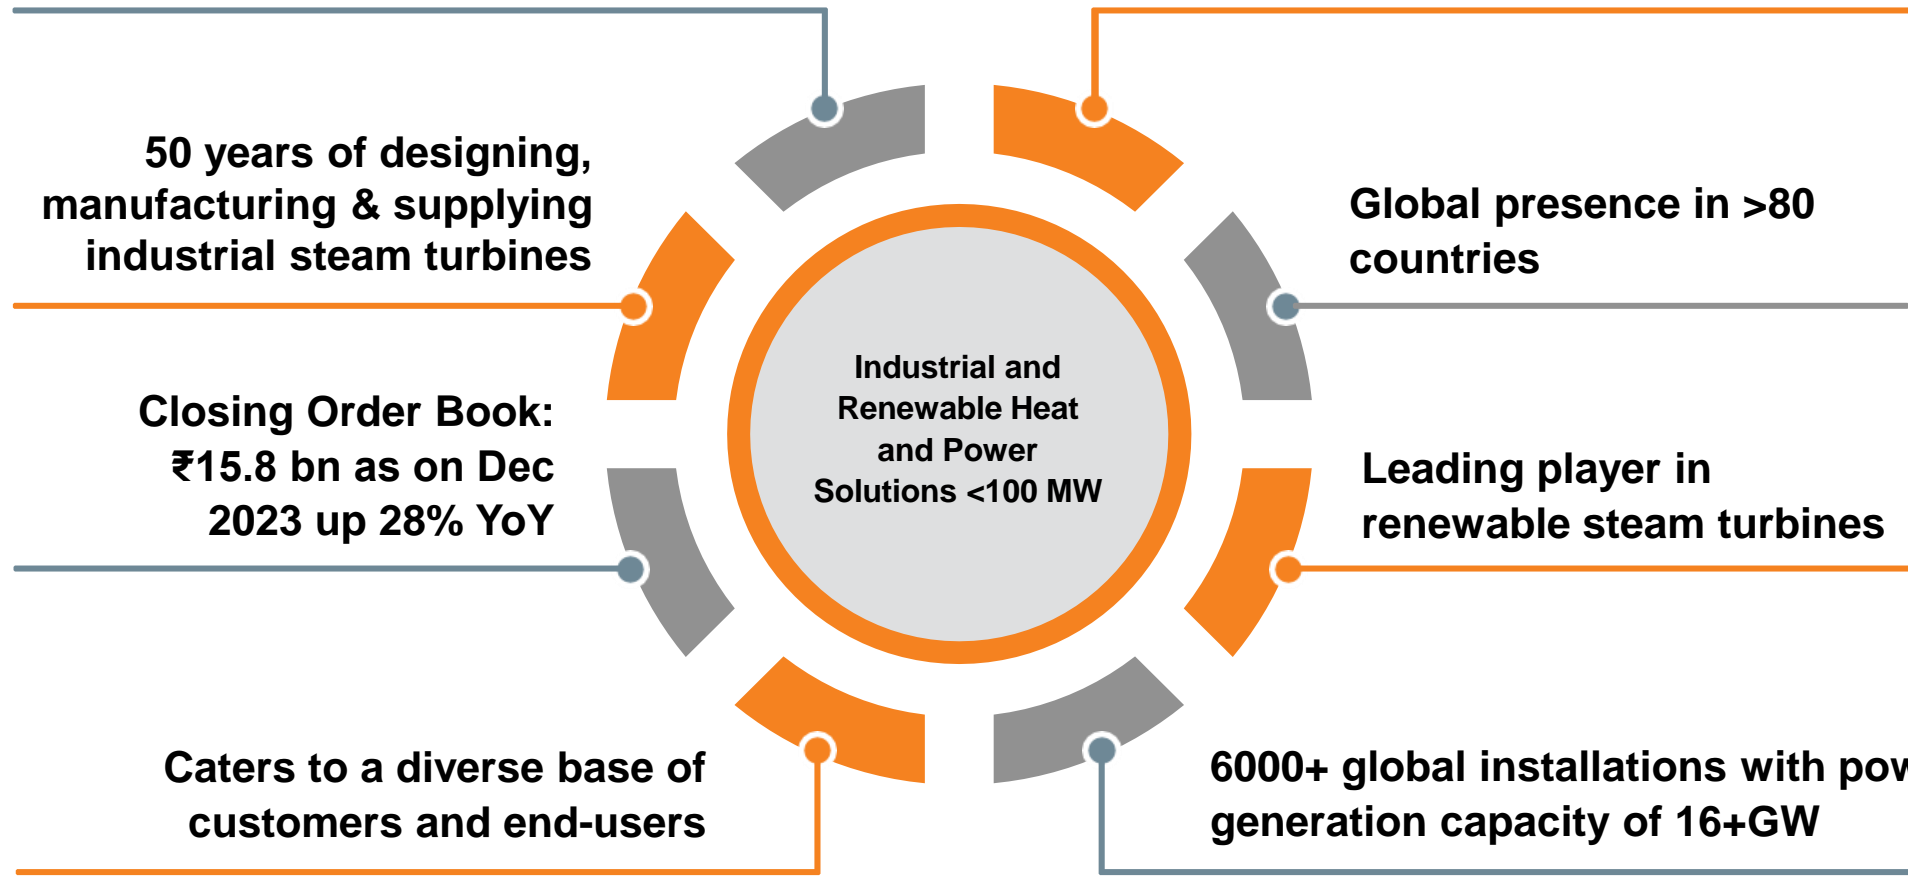 50 years of designing,
manufacturing & supplying
industrial steam turbines
Global presence in >80
countries
Industrial and
Renewable Heat
and Power
Solutions <100 MW
Closing Order Book:
₹15.8 bn as on Dec
2023 up 28% YoY
Leading player in
renewable steam turbines
Caters to a diverse base of
customers and end-users
6000+ global installations with
generation capacity of 16+GW